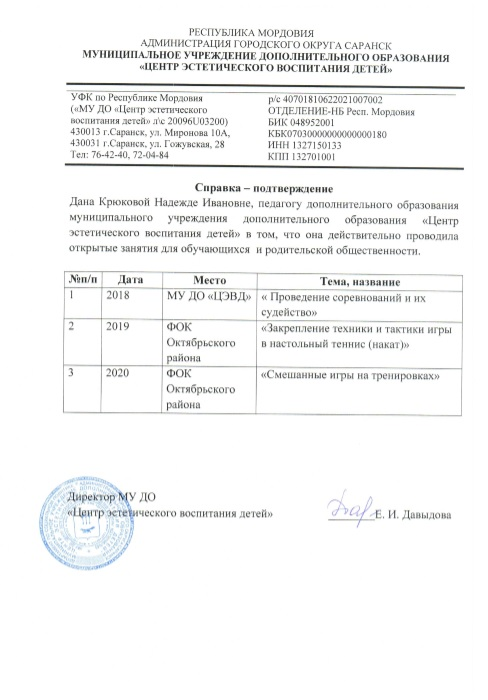 РЕСПУБЛИКА МОРДОВИЯ
АДМИНИСТРАЦИЯ ГОРОДСКОГО ОКРУГА САРАНСК
МУНИЦИПАЛЬНОЕ УЧРЕЖДЕНИЕ ДОПОЛНИТЕЛЬНОГО ОБРАЗОВАНИЯ
«ЦЕНТР ЭСТЕТИЧЕСКОГО ВОСПИТАНИЯ ДЕТЕЙ»
УФК по Республике Мордовия
(«МУ ДО «Центр эстетического
воспитания детей» л\с 20096U03200)
430013 г.Саранск, ул. Миронова 10А,
430031 г.Саранск, ул. Гожувская, 28
Тел: 76-42-40, 72-04-84
р/с 40701810622021007002
ОТДЕЛЕНИЕ-НБ Респ. Мордовия
БИК 048952001
КБК07030000000000000180
ИНН 1327150133
КПП 132701001
Справка – подтверждение
Дана Крюковой Надежде Ивановне, педагогу дополнительного образования
муниципального учреждения дополнительного образования «Центр
эстетического воспитания детей» в том, что она действительно проводила
открытые занятия для обучающихся и родительской общественности.
№п/п Дата Место Тема, название
1 2018 МУ ДО «ЦЭВД» « Проведение соревнований и их
судейство»
2 2019 ФОК «Закрепление техники и тактики игры
Октябрьского в настольный теннис (накат)»
района
3 2020 ФОК «Смешанные игры на тренировках»
Октябрьского
района
Директор МУ ДО
«Центр эстетического воспитания детей» Е. И. Давыдова